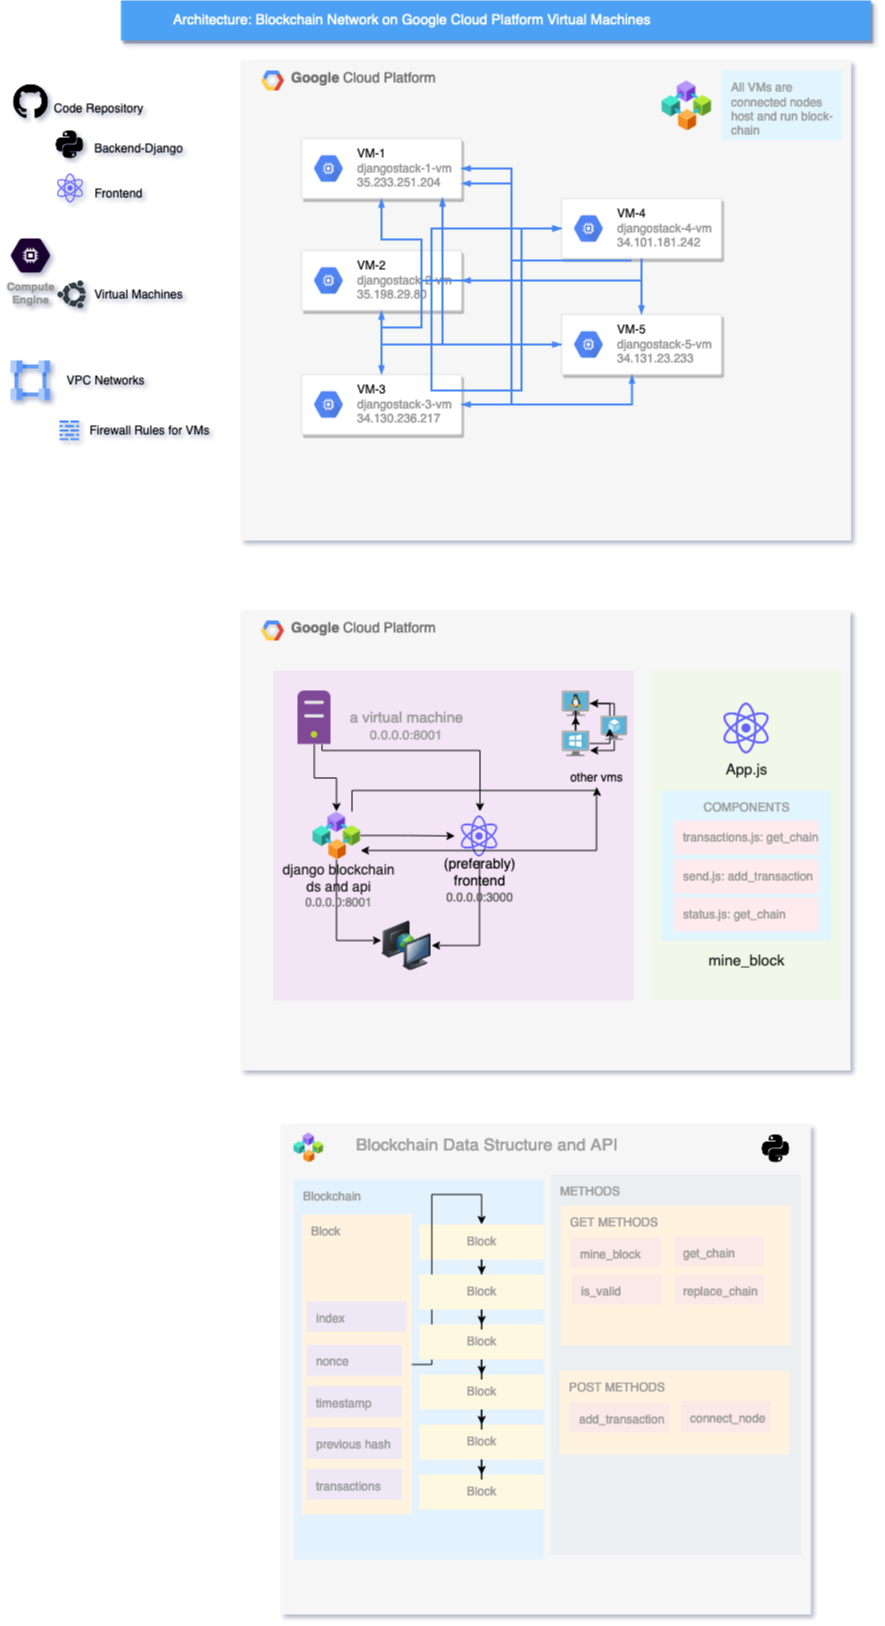 Architecture: Blockchain Network on Google Cloud Platform Virtual Machines
Code Repository
Backend-Django
Frontend
Compute
Engine
Virtual Machines
VPC Networks
Firewall Rules for VMs
Google Cloud Platform
All VMs are
connected nodes
host and run block-
chain
VM-1
djangostack-1-vm
35.233.251.204
VM-4
djangostack-4-vm
34.101.181.242
VM-2
djangostack-2-vm
35.198.29.80
VM-5
djangostack-5-vm
34.131.23.233
VM-3
djangostack-3-vm
34.130.236.217
Google Cloud Platform
a virtual machine
0.0.0.0:8001
other vms
django blockchain
ds and api
0.0.0.0:8001
(preferably)
frontend
0.0.0.0:3000
App.js
COMPONENTS
transactions.js: get_chain
send.js: add_transaction
status.js: get_chain
mine_block
Blockchain Data Structure and API
Blockchain
Block
index
nonce
timestamp
previous hash
transactions
Block
Block
Block
Block
Block
Block
METHODS
GET METHODS
mine_block
get_chain
is_valid
replace_chain
POST METHODS
add_transaction
connect_node